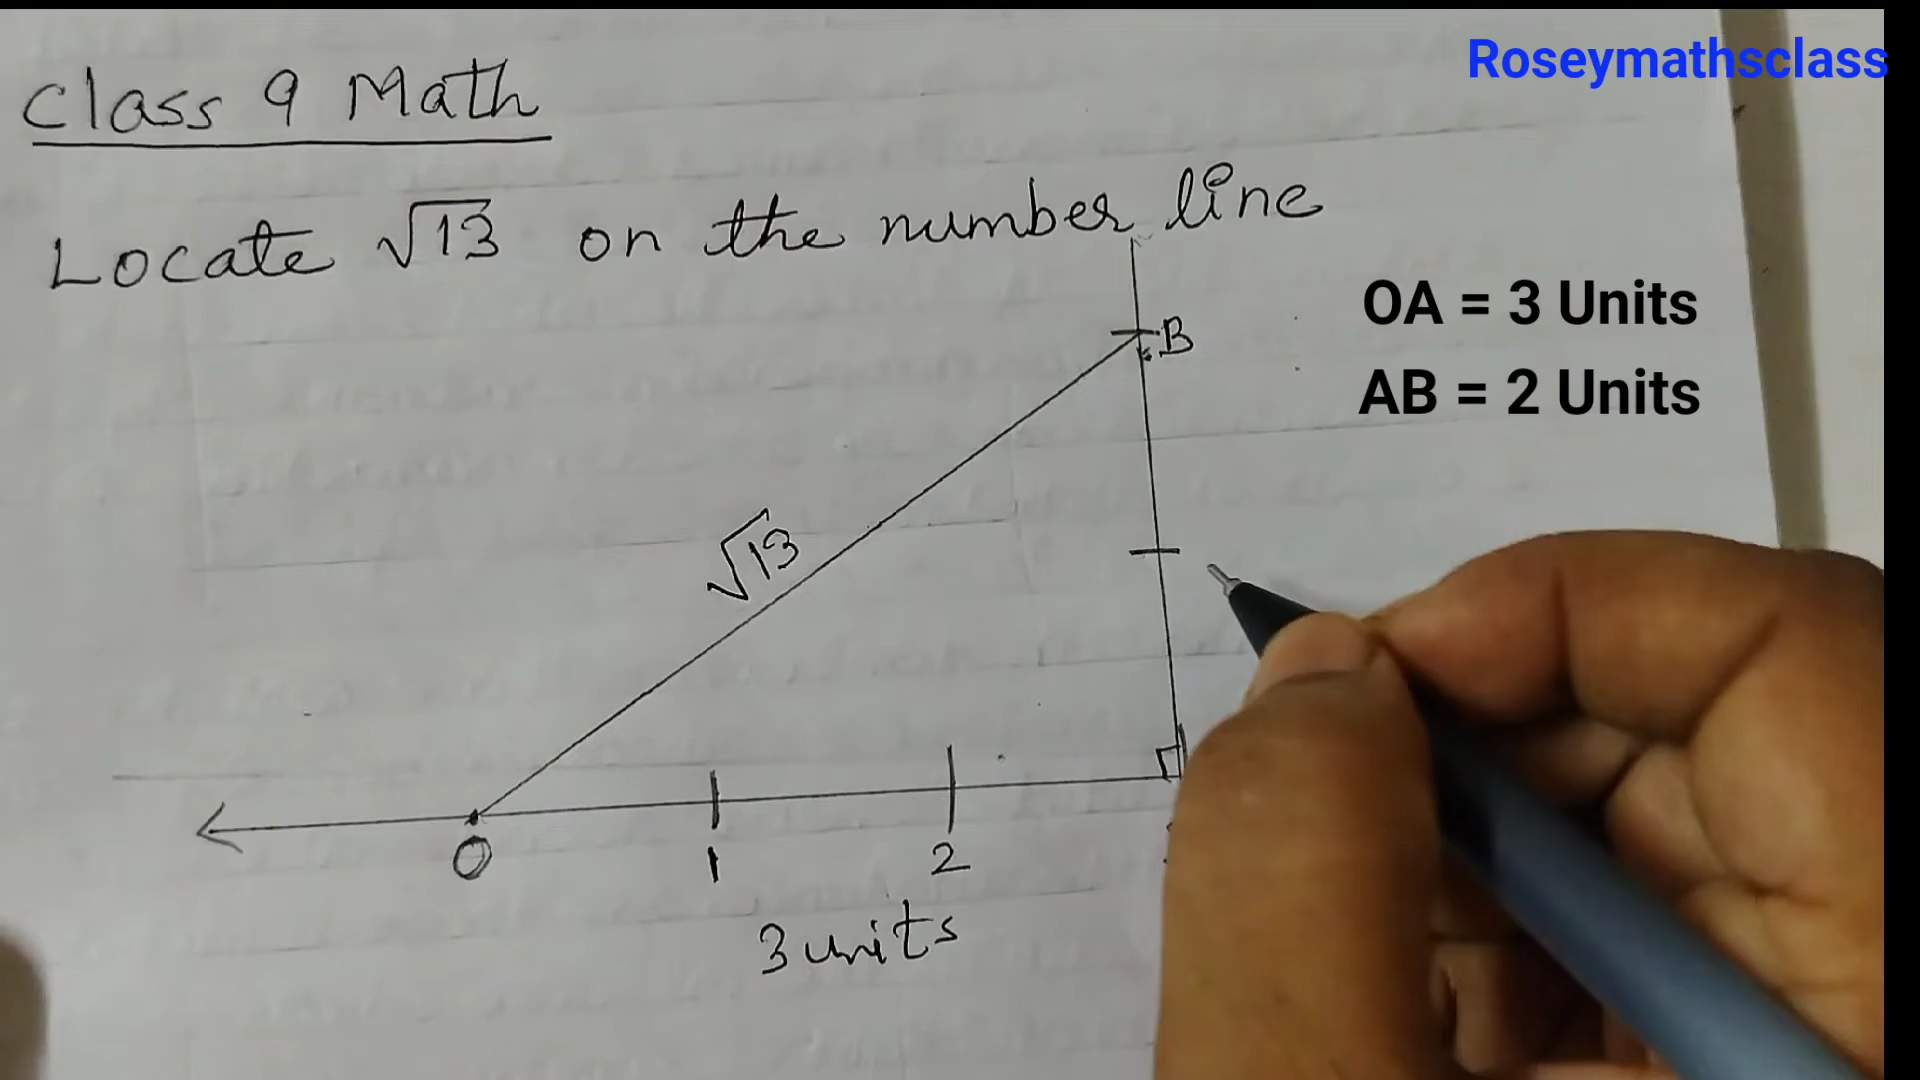 Roseymathsclass
Class 9 Math
Locate √13 on the number line
OA = 3 Units
AB = 2 Units
B
√13
O
1
2
3 units